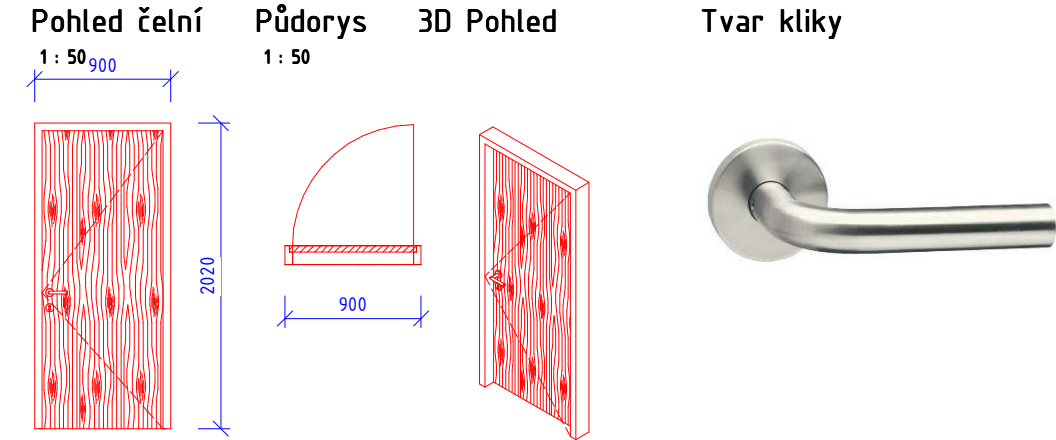 Pohled čelní
1 : 50
900
2020
Půdorys
1 : 50
900
3D Pohled
Tvar kliky